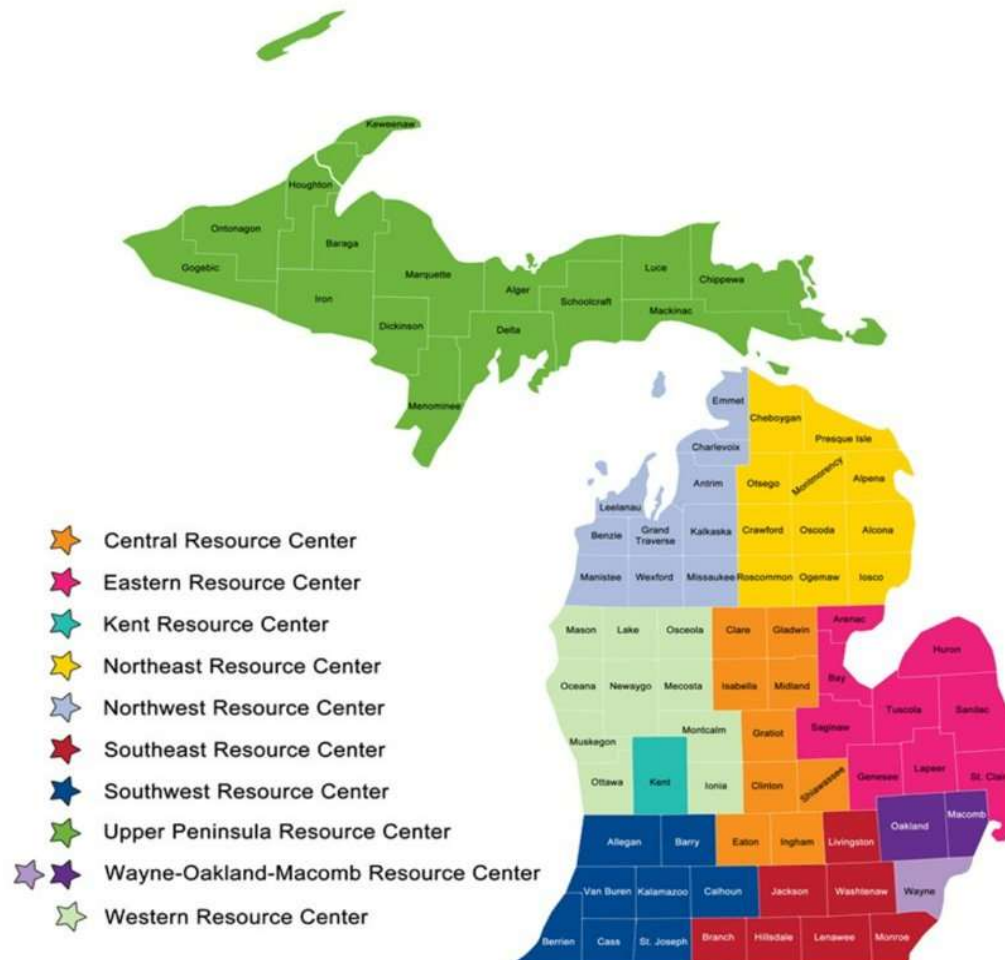 Keweenaw
Houghton
Ontonagon
Baraga
Gogebic
Marquette
Iron
Alger
Luce
Chippewa
Schoolcraft
Mackinac
Dickinson
Delta
Menominee
Emmet
Cheboygan
Charlevoix
Presque Isle
Antrim
Otsego
Montmorency
Alpena
Leelanau
Benzie
Grand
Traverse
Kalkaska
Crawford
Oscoda
Alcona
Manistee
Wexford
Missaukee
Roscommon
Ogemaw
Iosco
Central Resource Center
Eastern Resource Center
Kent Resource Center
Northeast Resource Center
Northwest Resource Center
Southeast Resource Center
Southwest Resource Center
Upper Peninsula Resource Center
Wayne-Oakland-Macomb Resource Center
Western Resource Center
Mason
Lake
Osceola
Clare
Gladwin
Arenac
Huron
Oceana
Newaygo
Mecosta
Isabella
Midland
Bay
Tuscola
Sanilac
Muskegon
Montcalm
Gratiot
Saginaw
Ottawa
Kent
Ionia
Clinton
Shiawassee
Genesee
Lapeer
St. Clair
Allegan
Barry
Eaton
Ingham
Livingston
Oakland
Macomb
Van Buren
Kalamazoo
Calhoun
Jackson
Washtenaw
Wayne
Berrien
Cass
St. Joseph
Branch
Hillsdale
Lenawee
Monroe